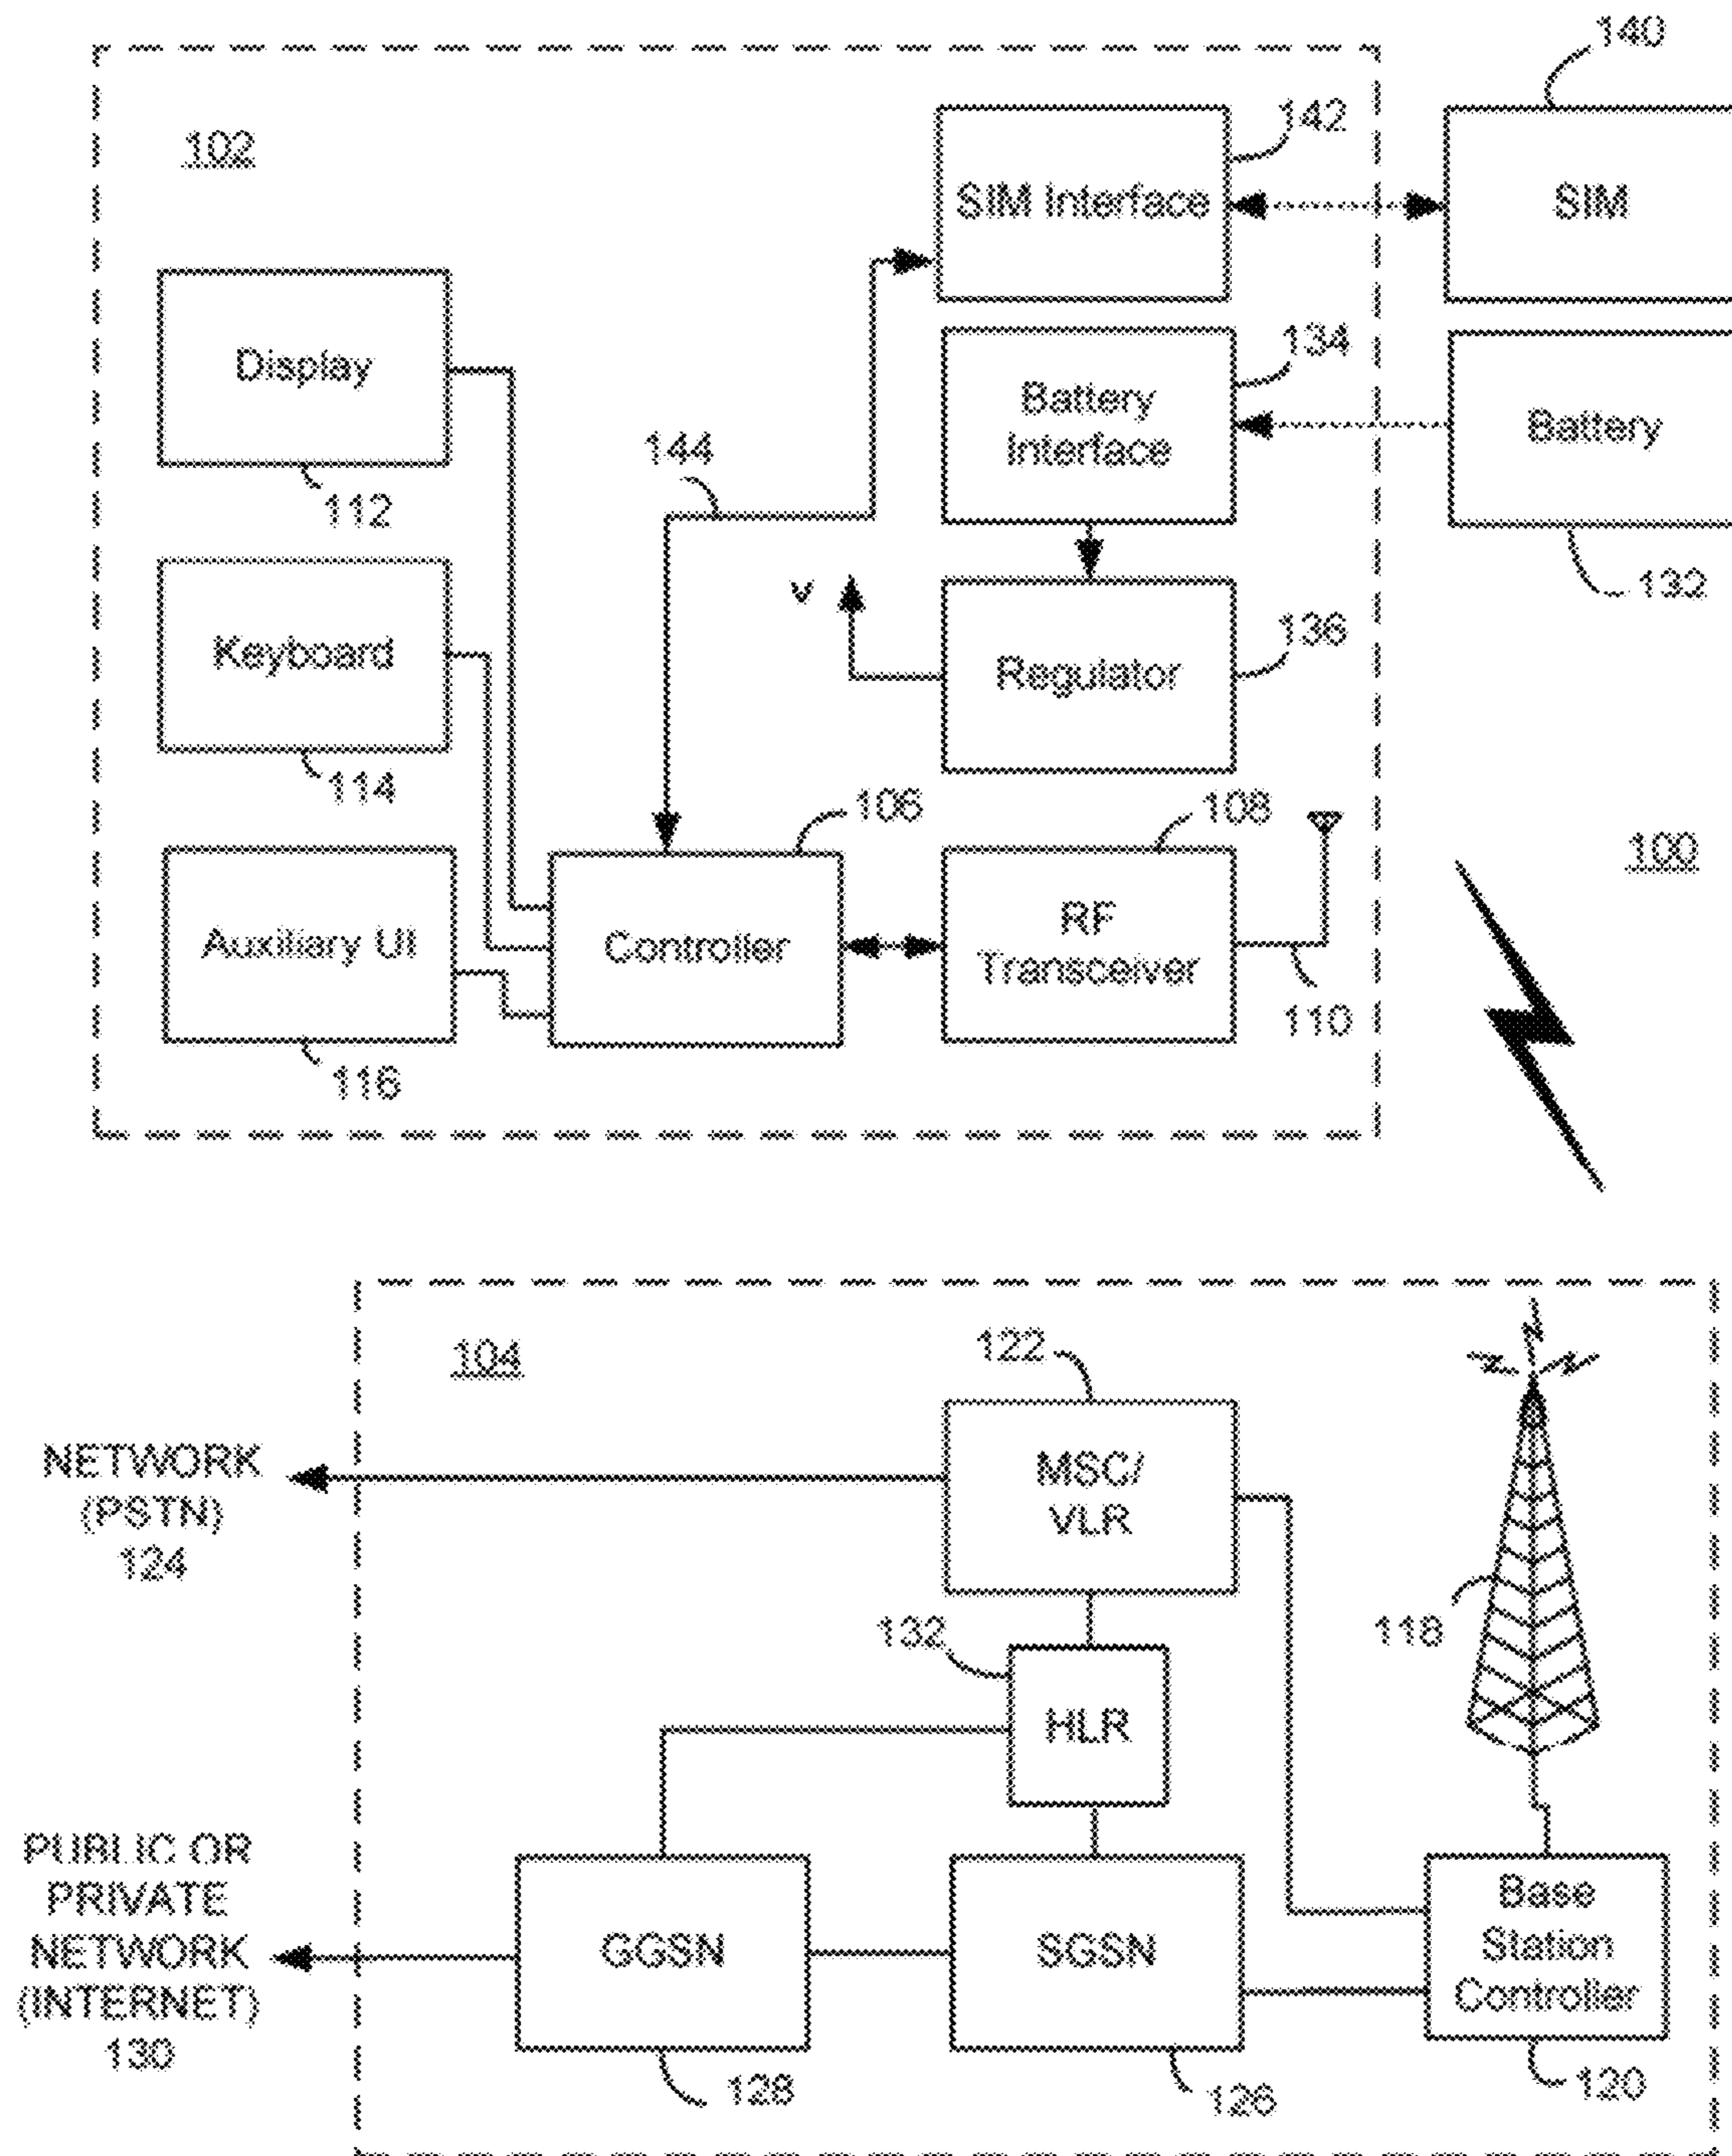 140
102
142
SIM Interface
SIM
Display
112
134
Battery
Interface
Battery
132
144
V
Keyboard
114
136
Regulator
106
108
100
Auxiliary UI
116
Controller
RF
Transceiver
110
104
122
MSC/
VLR
NETWORK
(PSTN)
124
118
132
HLR
PUBLIC OR
PRIVATE
NETWORK
(INTERNET)
130
GGSN
128
SGSN
126
Base
Station
Controller
120